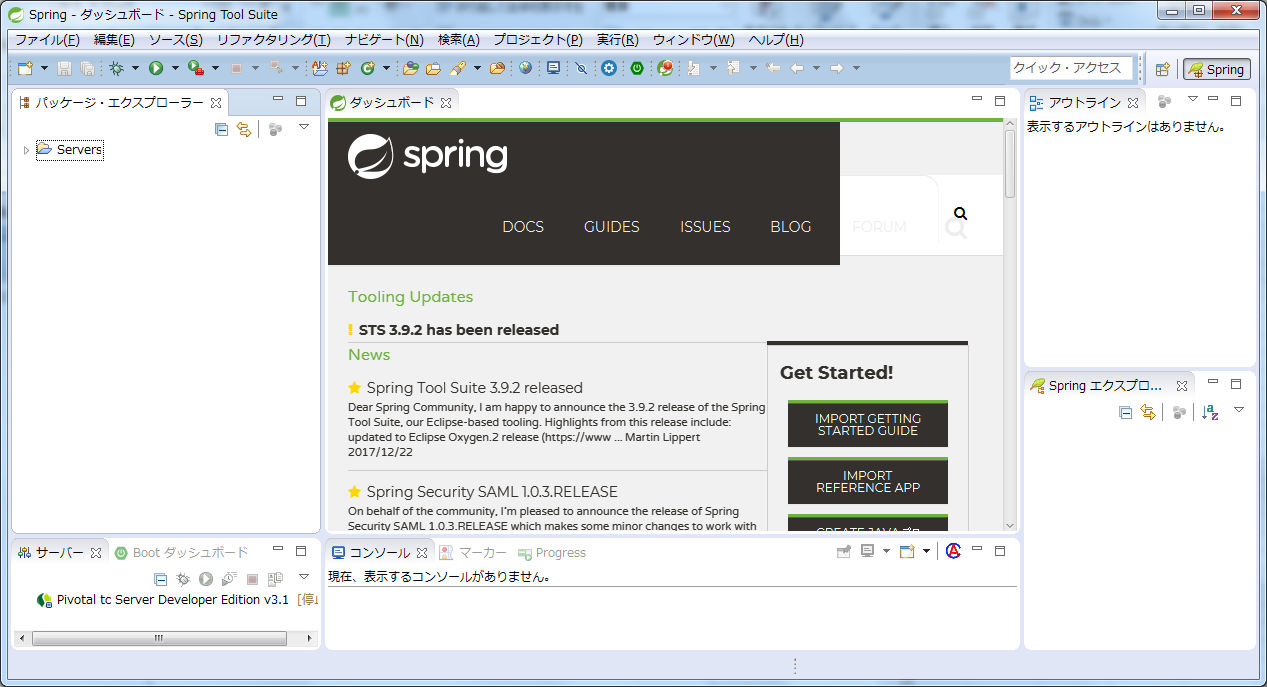 Spring - ダッシュボード - Spring Tool Suite
ファイル(F) 編集(E) ソース(S) リファクタリング(T) ナビゲート(N) 検索(A) プロジェクト(P) 実行(R) ウィンドウ(W) ヘルプ(H)
クイック・アクセス Spring
パッケージ・エクスプローラー
Servers
ダッシュボード
spring
DOCS GUIDES ISSUES BLOG FORUM
Tooling Updates
! STS 3.9.2 has been released
News
Spring Tool Suite 3.9.2 released
Dear Spring Community, I am happy to announce the 3.9.2 release of the Spring
Tool Suite, our Eclipse-based tooling. Highlights from this release include:
updated to Eclipse Oxygen.2 release (https://www ... Martin Lippert
2017/12/22
Spring Security SAML 1.0.3.RELEASE
On behalf of the community, I'm pleased to announce the release of Spring
Security SAML 1.0.3.RELEASE which makes some minor changes to work with
Get Started!
IMPORT GETTING
STARTED GUIDE
IMPORT
REFERENCE APP
CREATE JAVA プロ
アウトライン
表示するアウトラインはありません。
Spring エクスプロ...
サーバー Boot ダッシュボード
Pivotal tc Server Developer Edition v3.1 [停止
コンソール マーカー Progress
現在、表示するコンソールがありません。